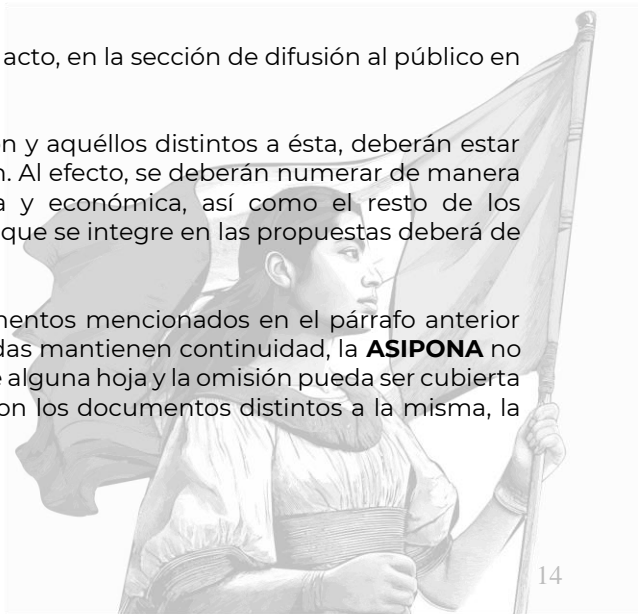 acto, en la sección de difusión al público en
y aquéllos distintos a ésta, deberán estar
Al efecto, se deberán numerar de manera
y económica, así como el resto de los
que se integre en las propuestas deberá de
mencionados en el párrafo anterior
mantienen continuidad, la ASIPONA no
alguna hoja y la omisión pueda ser cubierta
los documentos distintos a la misma, la
14